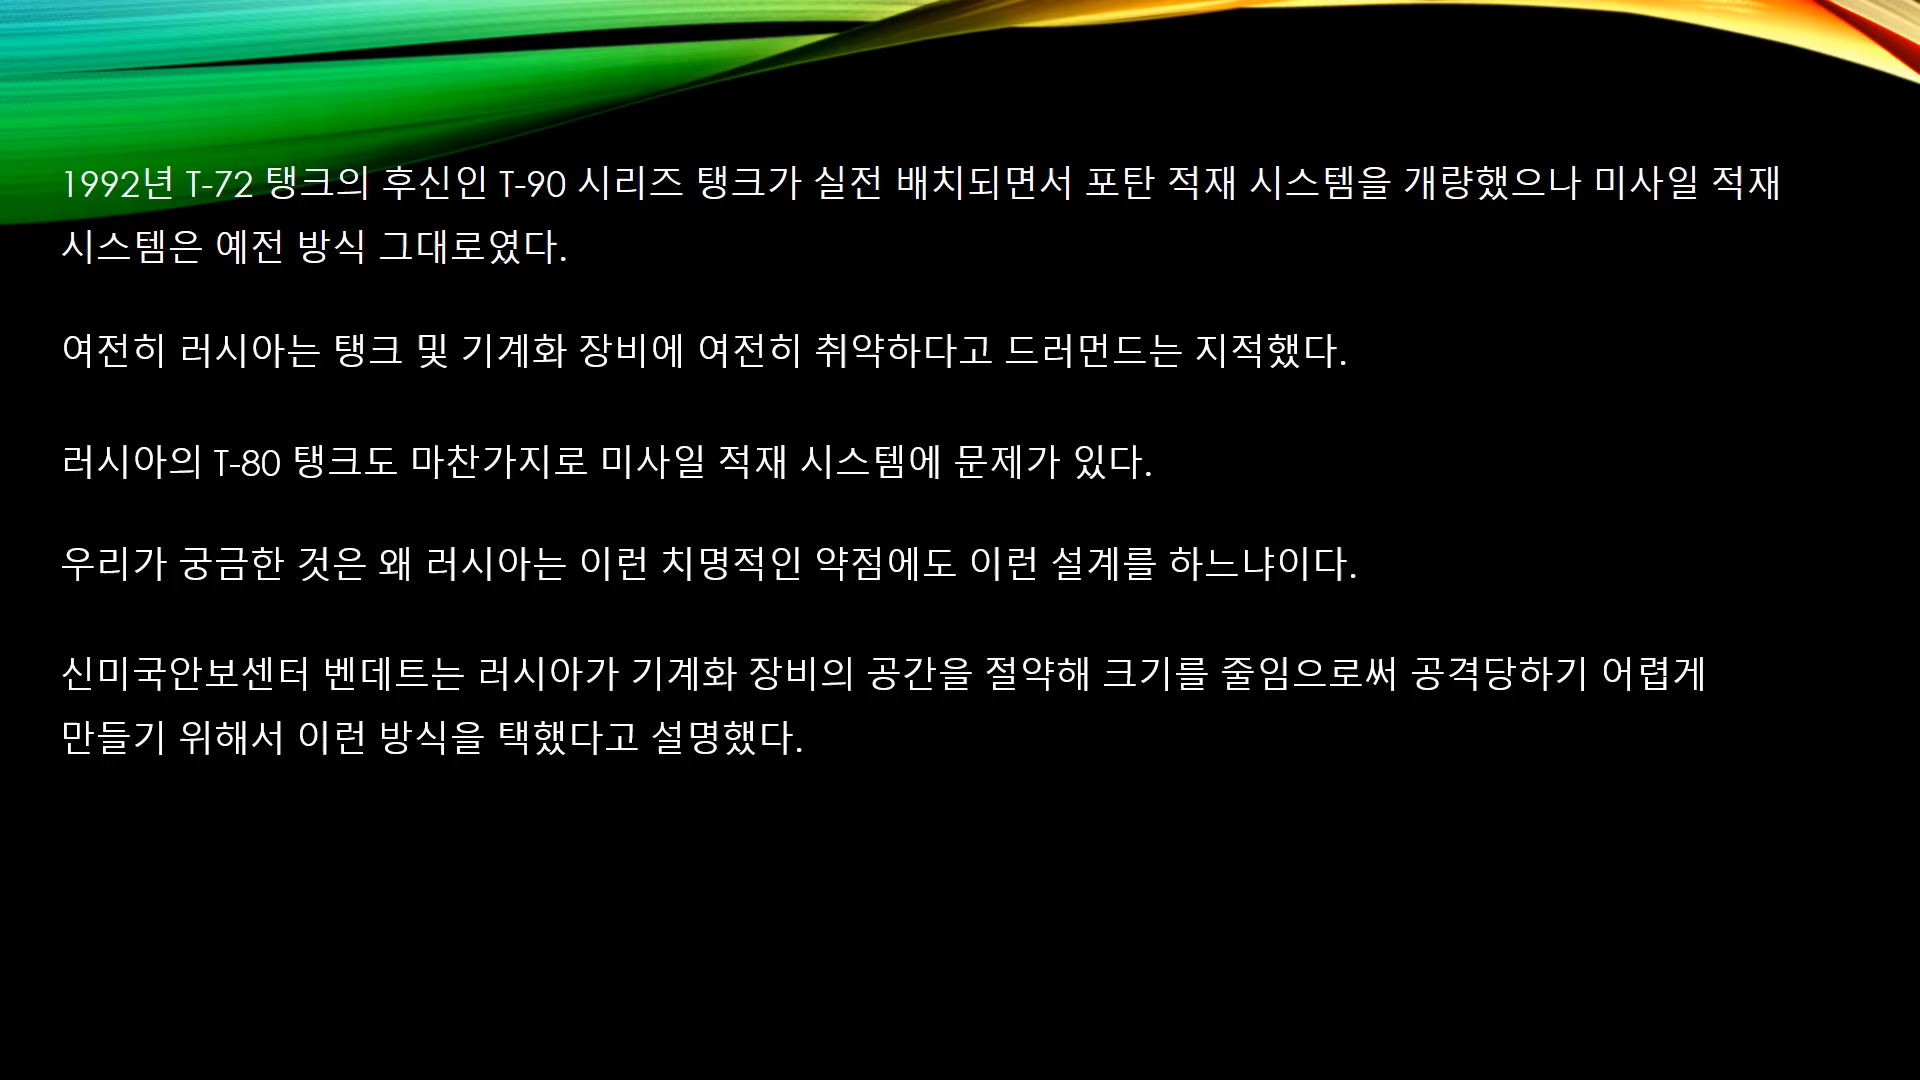 1992년 T-72 탱크의 후신인 T-90 시리즈 탱크가 실전 배치되면서 포탄 적재 시스템을 개량했으나 미사일 적재
시스템은 예전 방식 그대로였다.
여전히 러시아는 탱크 및 기계화 장비에 여전히 취약하다고 드러먼드는 지적했다.
러시아의 T-80 탱크도 마찬가지로 미사일 적재 시스템에 문제가 있다.
우리가 궁금한 것은 왜 러시아는 이런 치명적인 약점에도 이런 설계를 하느냐이다.
신미국안보센터 벤데트는 러시아가 기계화 장비의 공간을 절약해 크기를 줄임으로써 공격당하기 어렵게
만들기 위해서 이런 방식을 택했다고 설명했다.